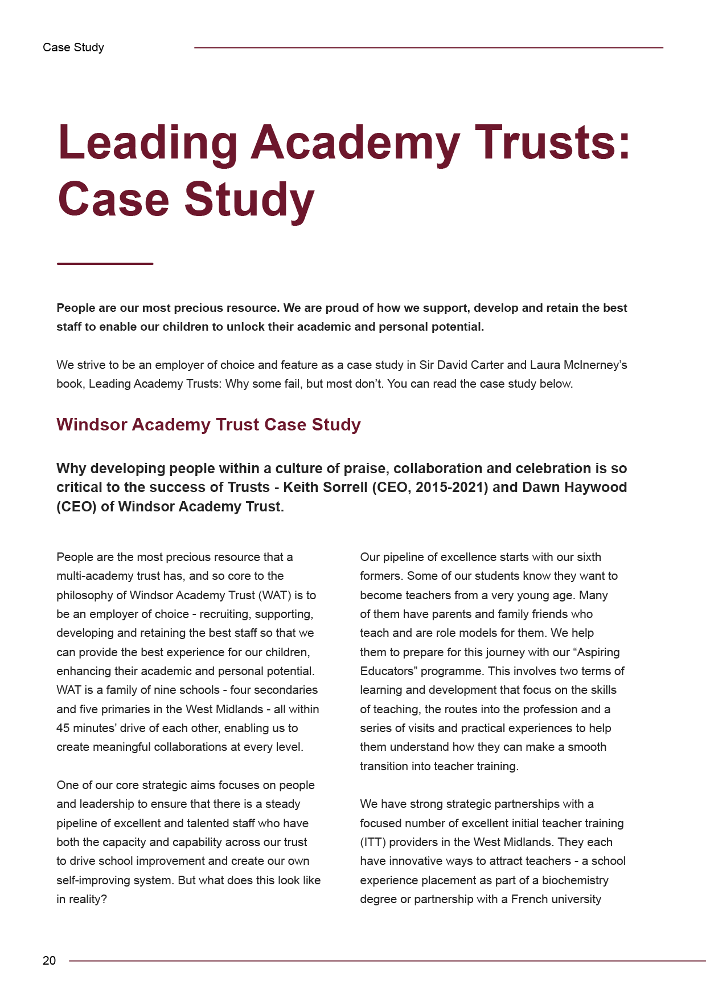 Case Study
Leading Academy Trusts:
Case Study
People are our most precious resource. We are proud of how we support, develop and retain the best
staff to enable our children to unlock their academic and personal potential.
We strive to be an employer of choice and feature as a case study in Sir David Carter and Laura McInerney’s
book, Leading Academy Trusts: Why some fail, but most don’t. You can read the case study below.
Windsor Academy Trust Case Study
Why developing people within a culture of praise, collaboration and celebration is so
critical to the success of Trusts - Keith Sorrell (CEO, 2015-2021) and Dawn Haywood
(CEO) of Windsor Academy Trust.
People are the most precious resource that a
multi-academy trust has, and so core to the
philosophy of Windsor Academy Trust (WAT) is to
be an employer of choice - recruiting, supporting,
developing and retaining the best staff so that we
can provide the best experience for our children,
enhancing their academic and personal potential.
WAT is a family of nine schools - four secondaries
and five primaries in the West Midlands - all within
45 minutes’ drive of each other, enabling us to
create meaningful collaborations at every level.
One of our core strategic aims focuses on people
and leadership to ensure that there is a steady
pipeline of excellent and talented staff who have
both the capacity and capability across our trust
to drive school improvement and create our own
self-improving system. But what does this look like
in reality?
Our pipeline of excellence starts with our sixth
formers. Some of our students know they want to
become teachers from a very young age. Many
of them have parents and family friends who
teach and are role models for them. We help
them to prepare for this journey with our “Aspiring
Educators” programme. This involves two terms of
learning and development that focus on the skills
of teaching, the routes into the profession and a
series of visits and practical experiences to help
them understand how they can make a smooth
transition into teacher training.
We have strong strategic partnerships with a
focused number of excellent initial teacher training
(ITT) providers in the West Midlands. They each
have innovative ways to attract teachers - a school
experience placement as part of a biochemistry
degree or partnership with a French university
20